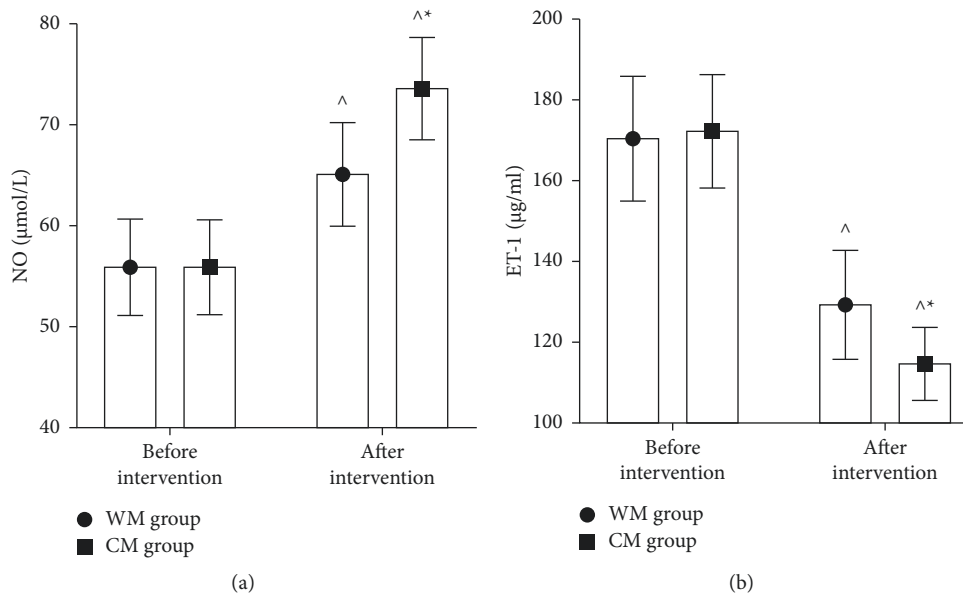 80
70
60
50
40
NO (μmol/L)
^
^*
Before
intervention
After
intervention
WM group
CM group
(a)
200
180
160
140
120
100
ET-1 (μg/ml)
^
^*
Before
intervention
After
intervention
WM group
CM group
(b)